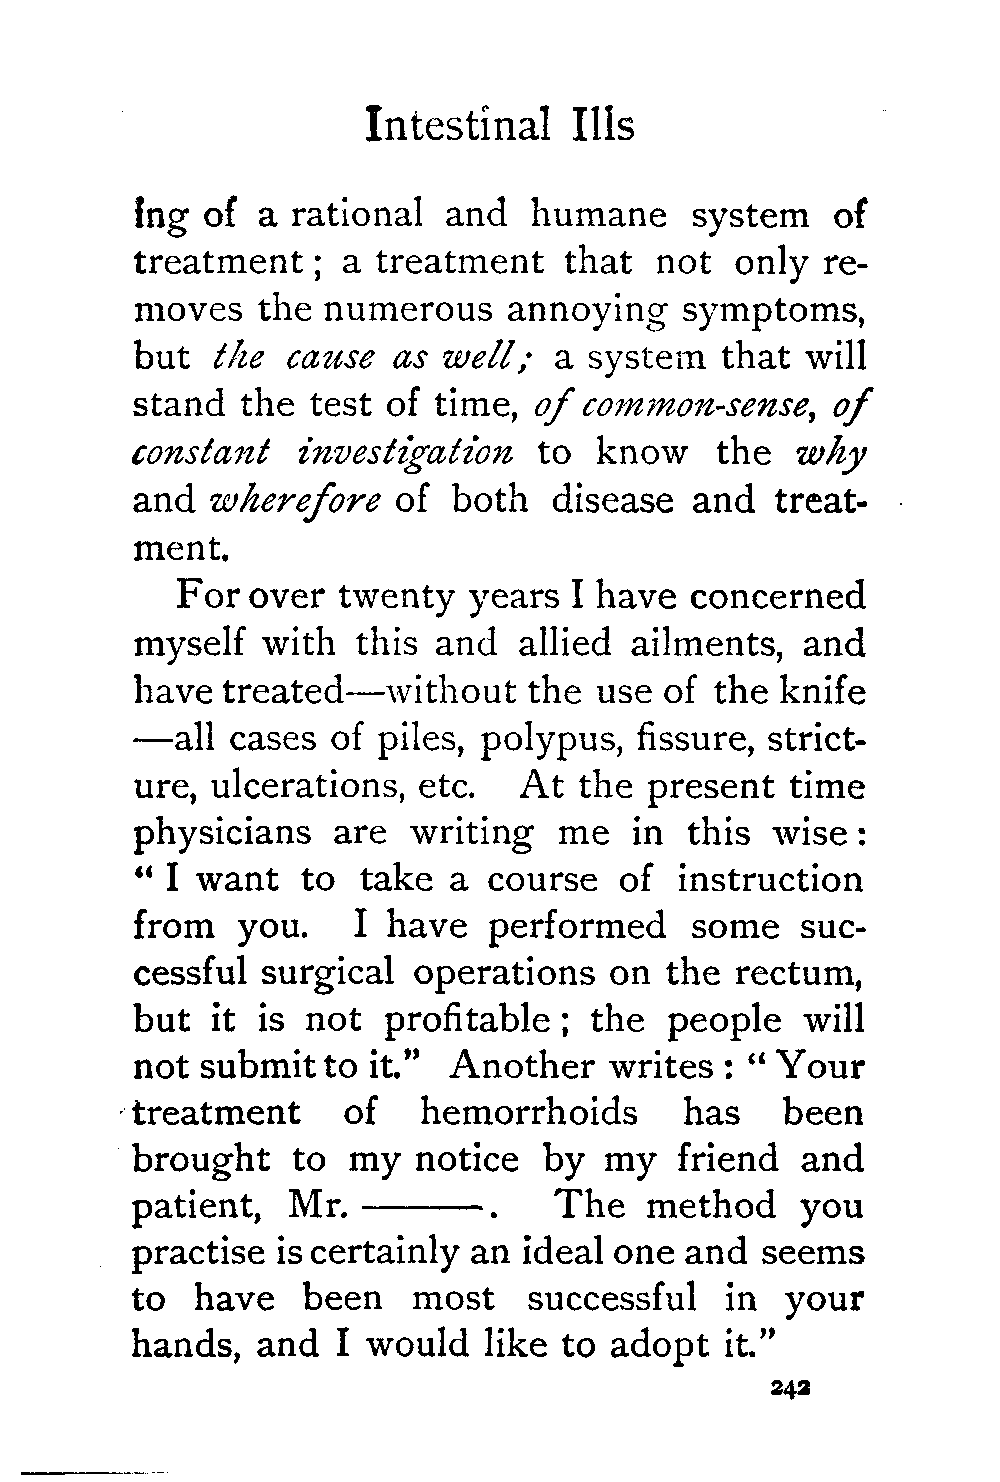 Intestinal Ills
ing of a rational and humane system of
treatment ; a treatment that not only re-
moves the numerous annoying symptoms,
but the cause as well; a system that will
stand the test of time, of common-sense, of
constant investigation to know the why
and wherefore of both disease and treat-
ment.
For over twenty years I have concerned
myself with this and allied ailments, and
have treated—without the use of the knife
—all cases of piles, polypus, fissure, strict-
ure, ulcerations, etc. At the present time
physicians are writing me in this wise :
“ I want to take a course of instruction
from you. I have performed some suc-
cessful surgical operations on the rectum,
but it is not profitable ; the people will
not submit to it.” Another writes : “ Your
treatment of hemorrhoids has been
brought to my notice by my friend and
patient, Mr. ———. The method you
practise is certainly an ideal one and seems
to have been most successful in your
hands, and I would like to adopt it.”
242